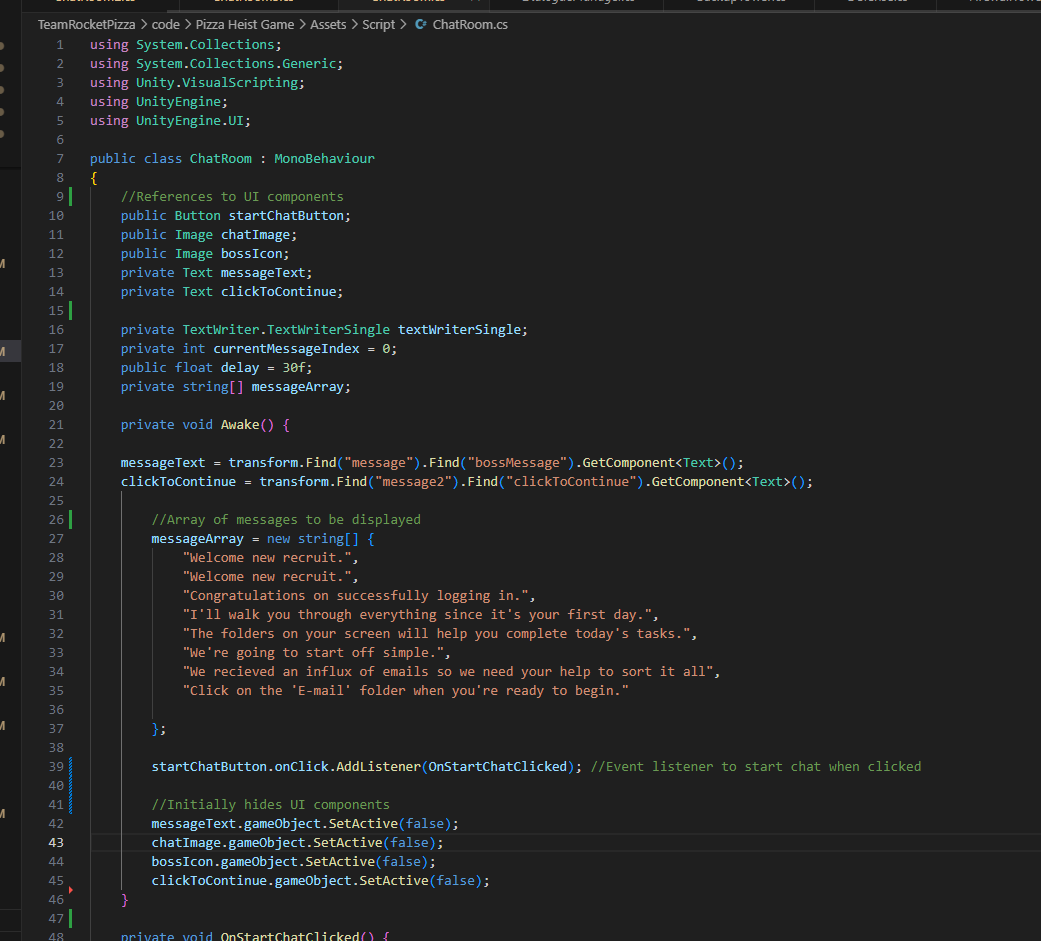 TeamRocketPizza > code > Pizza Heist Game > Assets > Script > ChatRoom.cs
1 using System.Collections;
2 using System.Collections.Generic;
3 using Unity.VisualScripting;
4 using UnityEngine;
5 using UnityEngine.UI;
6
7 public class ChatRoom : MonoBehaviour
8 {
9 //References to UI components
10 public Button startChatButton;
11 public Image chatImage;
12 public Image bossIcon;
13 private Text messageText;
14 private Text clickToContinue;
15
16 private TextWriter.TextWriterSingle textWriterSingle;
17 private int currentMessageIndex = 0;
18 public float delay = 30f;
19 private string[] messageArray;
20
21 private void Awake() {
22
23 messageText = transform.Find("message").Find("bossMessage").GetComponent<Text>();
24 clickToContinue = transform.Find("message2").Find("clickToContinue").GetComponent<Text>();
25
26 //Array of messages to be displayed
27 messageArray = new string[] {
28 "Welcome new recruit.",
29 "Welcome new recruit.",
30 "Congratulations on successfully logging in.",
31 "I'll walk you through everything since it's your first day.",
32 "The folders on your screen will help you complete today's tasks.",
33 "We're going to start off simple.",
34 "We recieved an influx of emails so we need your help to sort it all",
35 "Click on the 'E-mail' folder when you're ready to begin."
36
37 };
38
39 startChatButton.onClick.AddListener(OnStartChatClicked); //Event listener to start chat when clicked
40
41 //Initially hides UI components
42 messageText.gameObject.SetActive(false);
43 chatImage.gameObject.SetActive(false);
44 bossIcon.gameObject.SetActive(false);
45 clickToContinue.gameObject.SetActive(false);
46 }
47
48 private void OnStartChatClicked() {